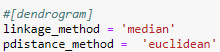 #[dendrogram]
linkage_method = 'median'
pdistance_method = 'euclidean'